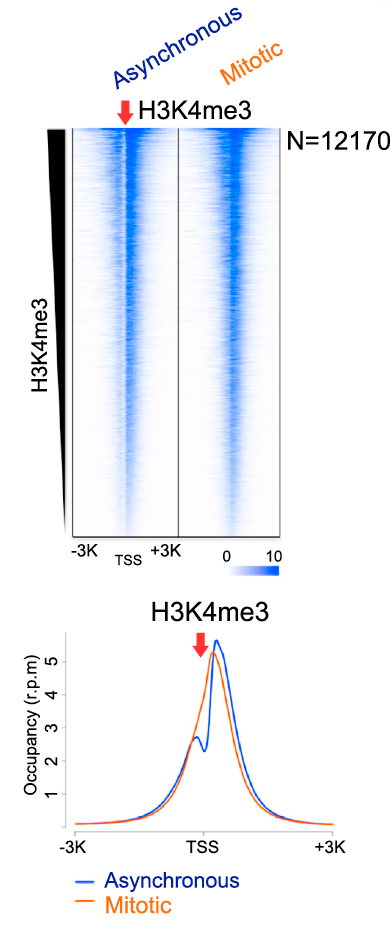 Asynchronous
Mitotic
H3K4me3
N=12170
H3K4me3
-3K
TSS
+3K
0
10
H3K4me3
Occupancy (r.p.m)
5
4
3
2
1
-3K
TSS
+3K
Asynchronous
Mitotic